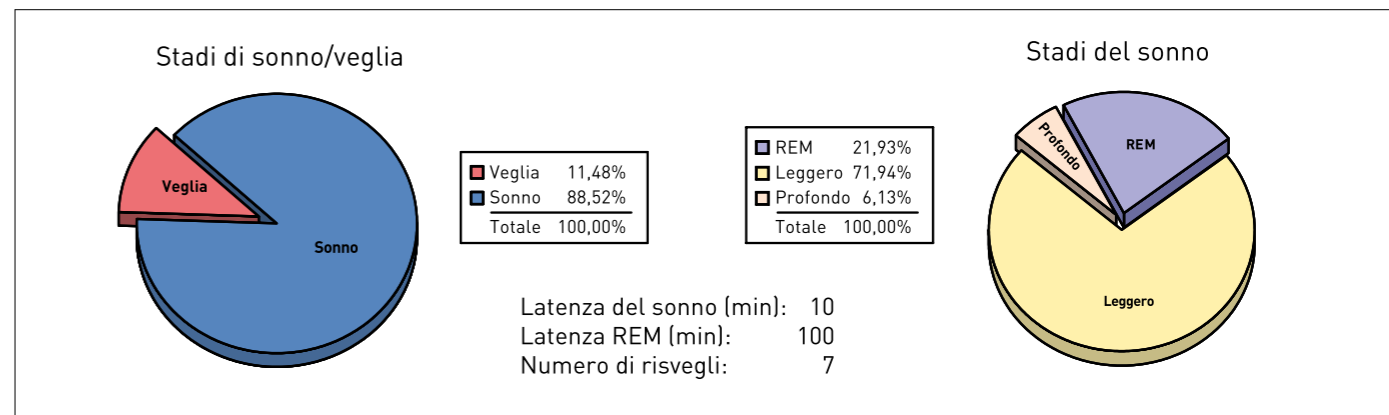 Stadi di sonno/veglia
Veglia
Sonno
Veglia 11,48%
Sonno 88,52%
Totale 100,00%
Stadi del sonno
REM 21,93%
Leggero 71,94%
Profondo 6,13%
Totale 100,00%
Profondo
REM
Leggero
Latenza del sonno (min): 10
Latenza REM (min): 100
Numero di risvegli: 7